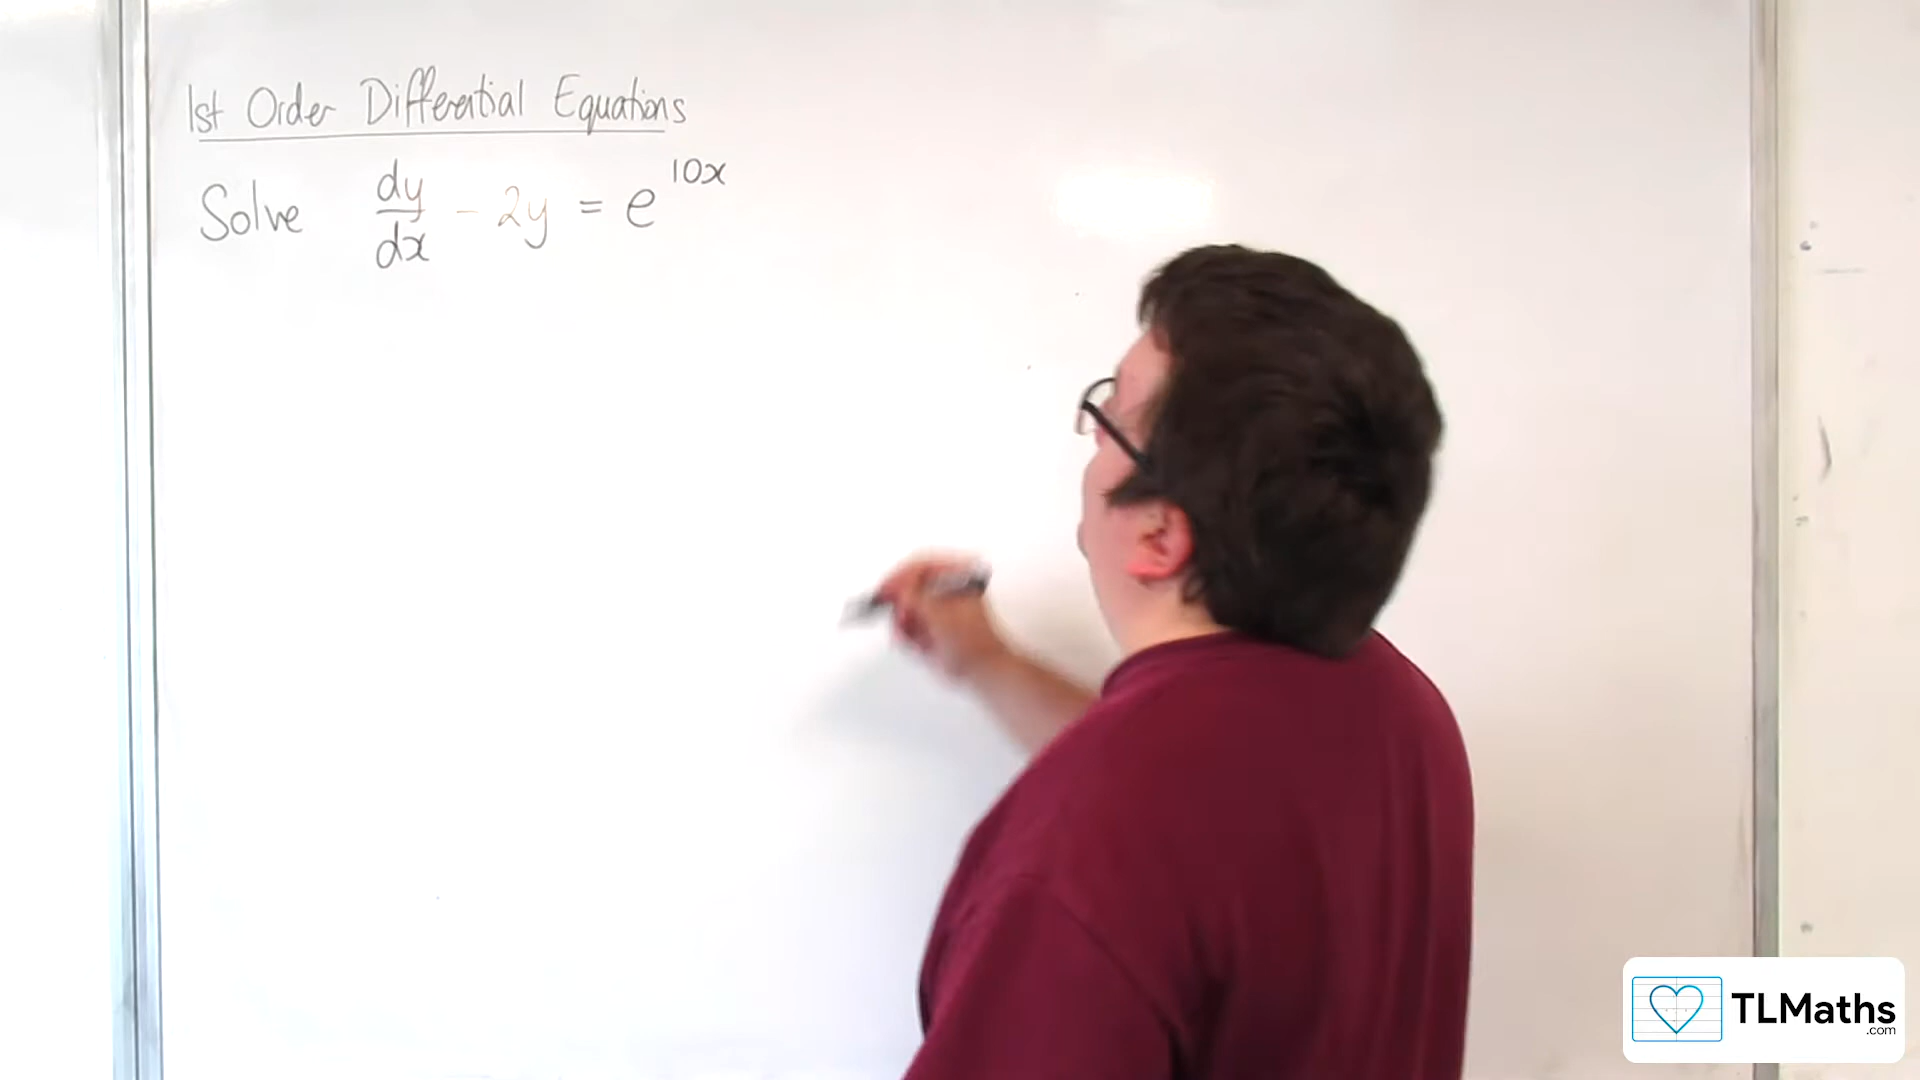 1st Order Differential Equations
Solve dy/dx - 2y = e^10x
TLMaths
.com